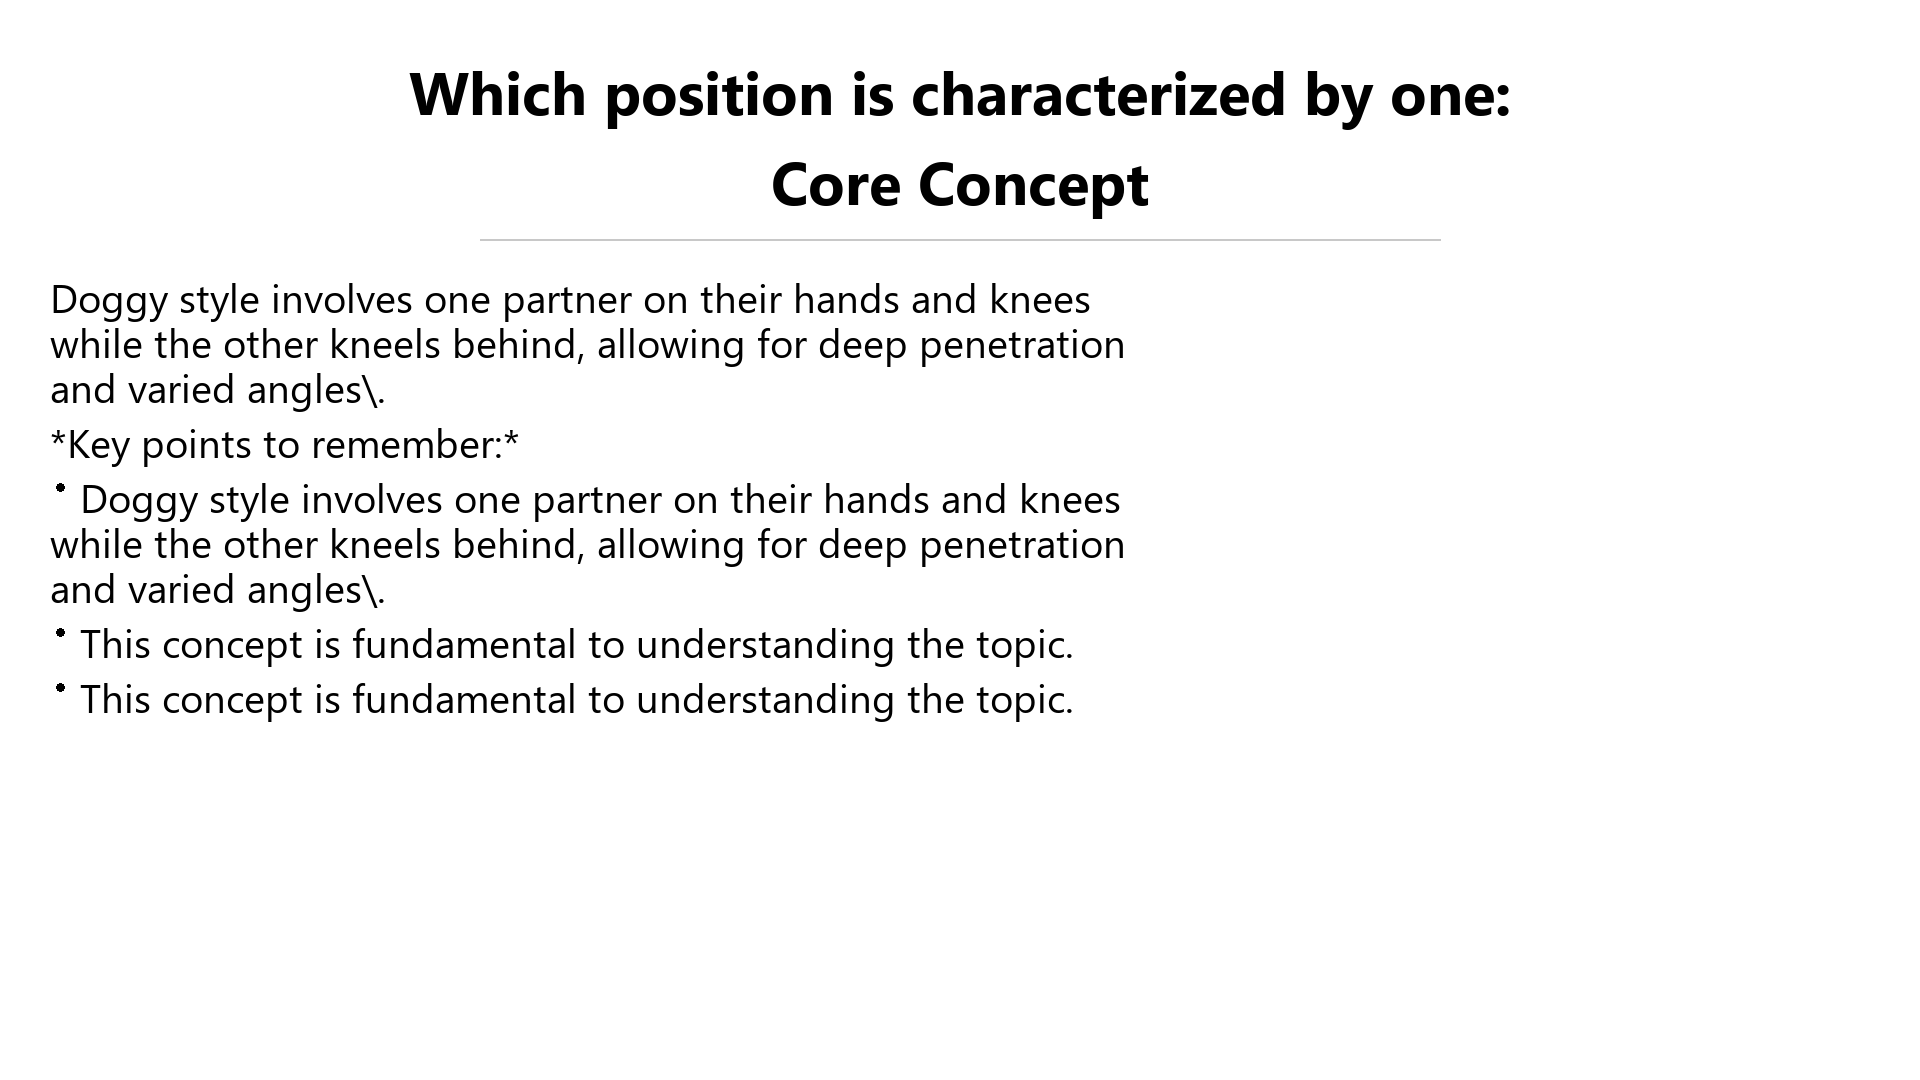 Which position is characterized by one:
Core Concept
Doggy style involves one partner on their hands and knees
while the other kneels behind, allowing for deep penetration
and varied angles\.
*Key points to remember:*
• Doggy style involves one partner on their hands and knees
while the other kneels behind, allowing for deep penetration
and varied angles\.
• This concept is fundamental to understanding the topic.
• This concept is fundamental to understanding the topic.